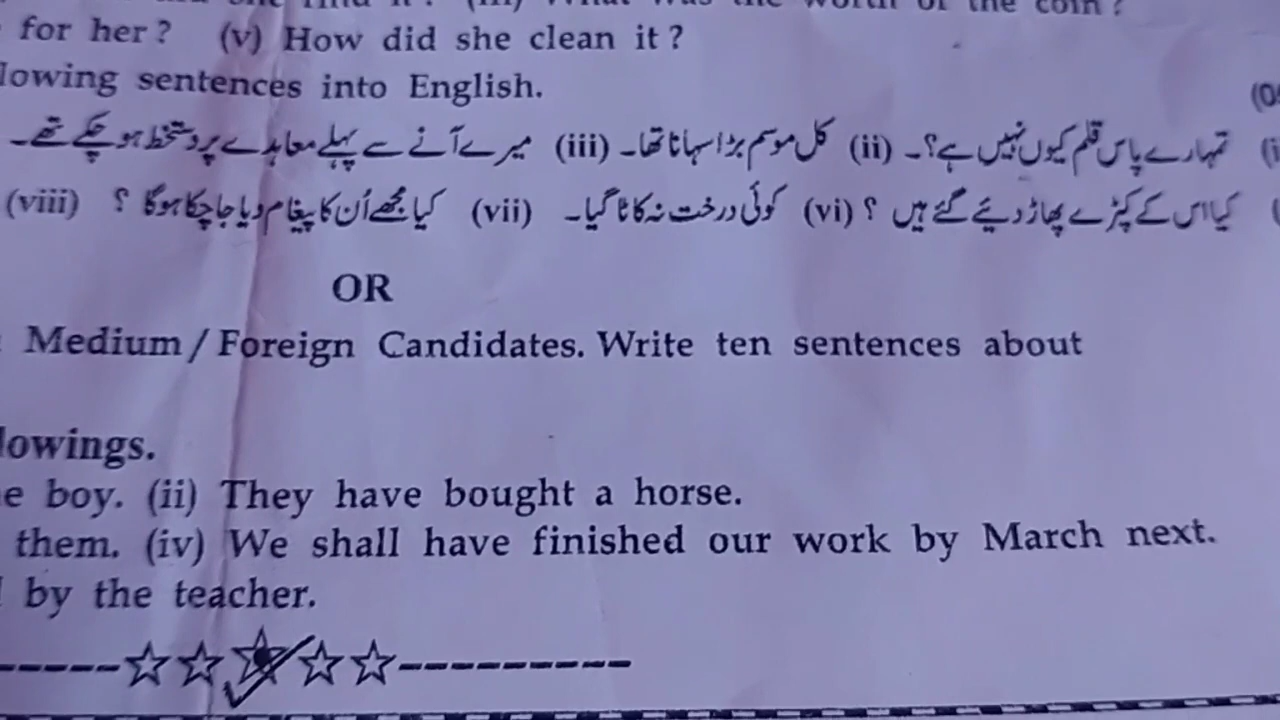 for her? (v) How did she clean it?
lowing sentences into English.
تمہارے پاس قلم کیوں نہیں ہے؟۔ (ii) کل موسم بڑا سہانا تھا۔ (iii) میرے آنے سے پہلے معاہدے پر دستخط ہو چکے تھے۔
کیا اس کے کپڑے پھاڑ دیئے گئے ہیں ؟ (vi) کوئی درخت نہ کاٹا گیا۔ (vii) کیا مجھے اُن کا پیغام دیا جا چکا ہوگا ؟ (viii)
OR
Medium/Foreign Candidates. Write ten sentences about
lowings.
e boy. (ii) They have bought a horse.
them. (iv) We shall have finished our work by March next.
by the teacher.